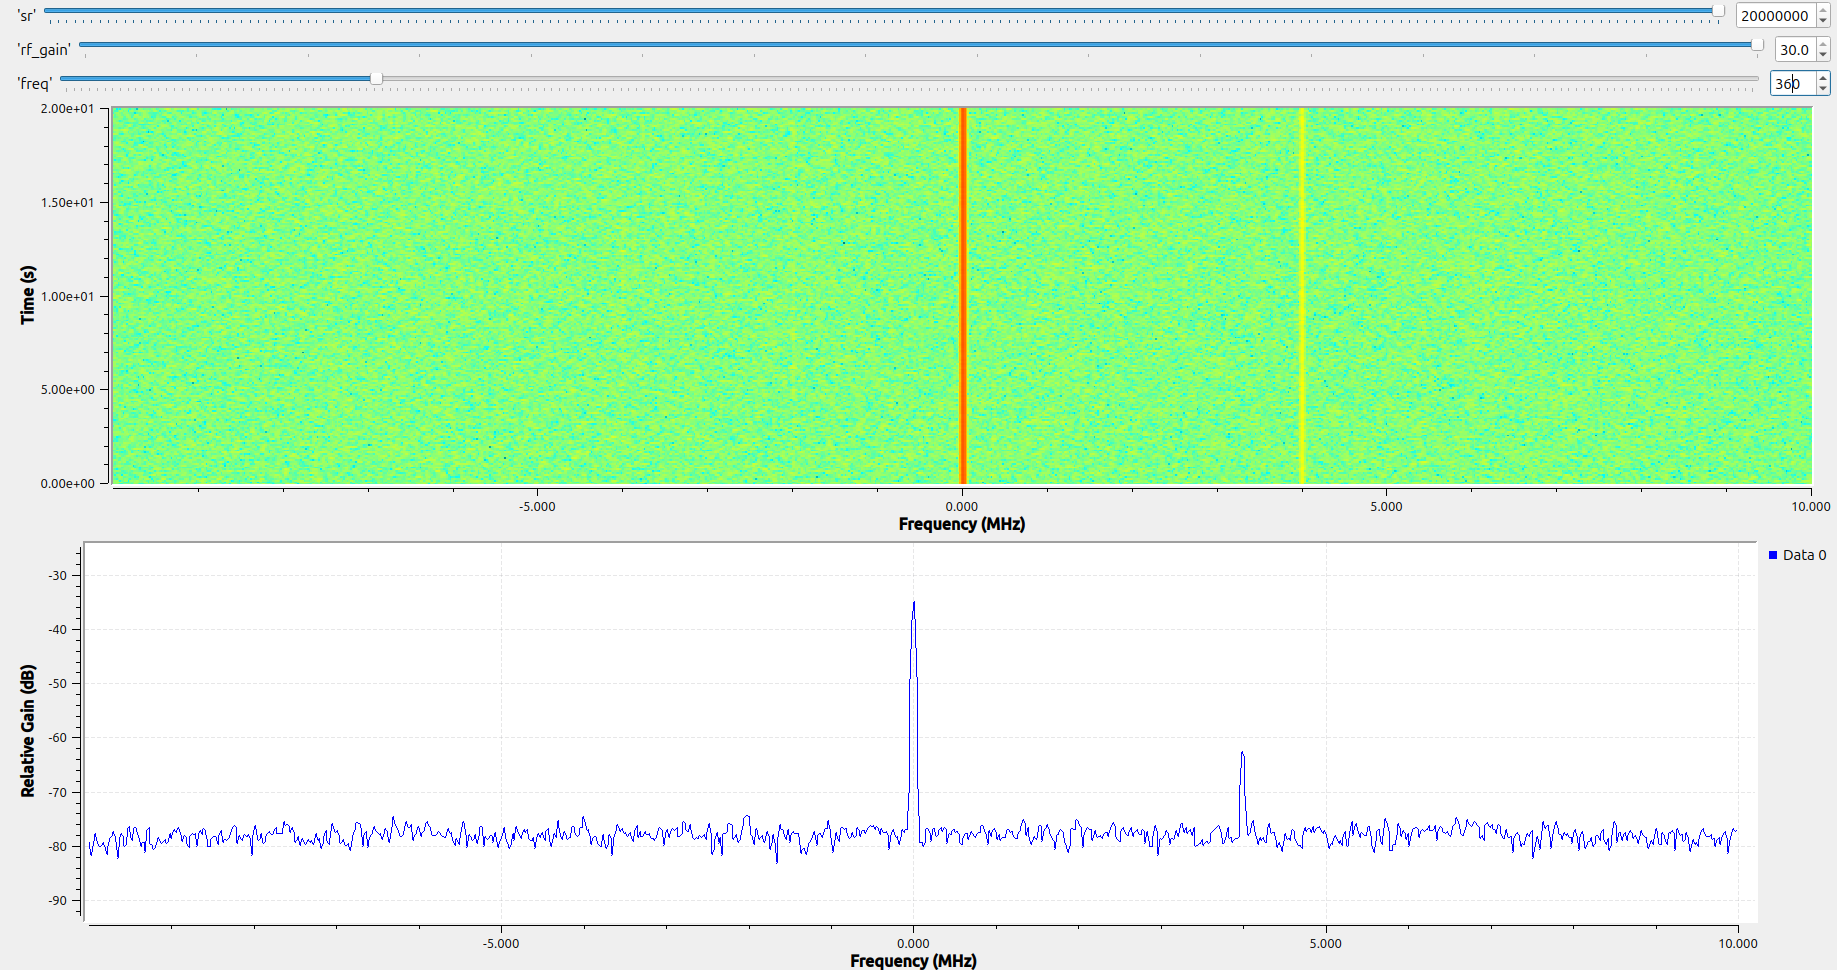 'sr' 20000000
'rf_gain' 30.0
'freq' 360
2.00e+01
1.50e+01
1.00e+01
5.00e+00
0.00e+00
Time (s)
-5.000 0.000 5.000 10.000
Frequency (MHz)
Data 0
-30
-40
-50
-60
-70
-80
-90
Relative Gain (dB)
-5.000 0.000 5.000 10.000
Frequency (MHz)